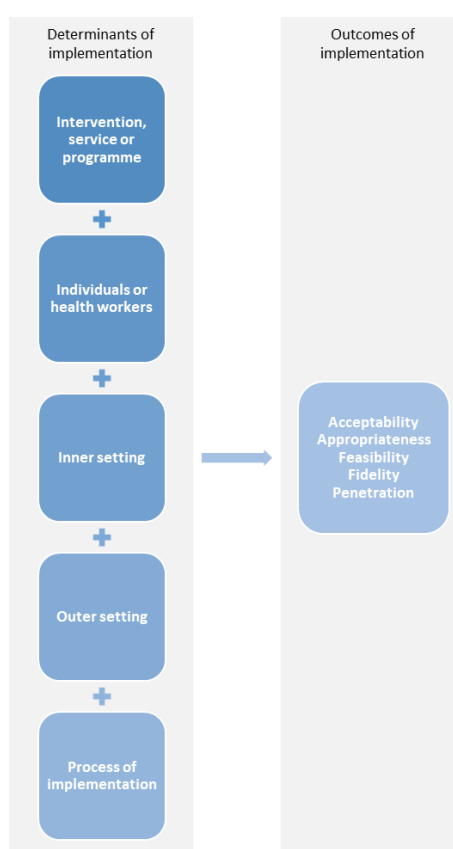 Determinants of
implementation
Intervention,
service or
programme
Individuals or
health workers
Inner setting
Outer setting
Process of
implementation
Outcomes of
implementation
Acceptability
Appropriateness
Feasibility
Fidelity
Penetration